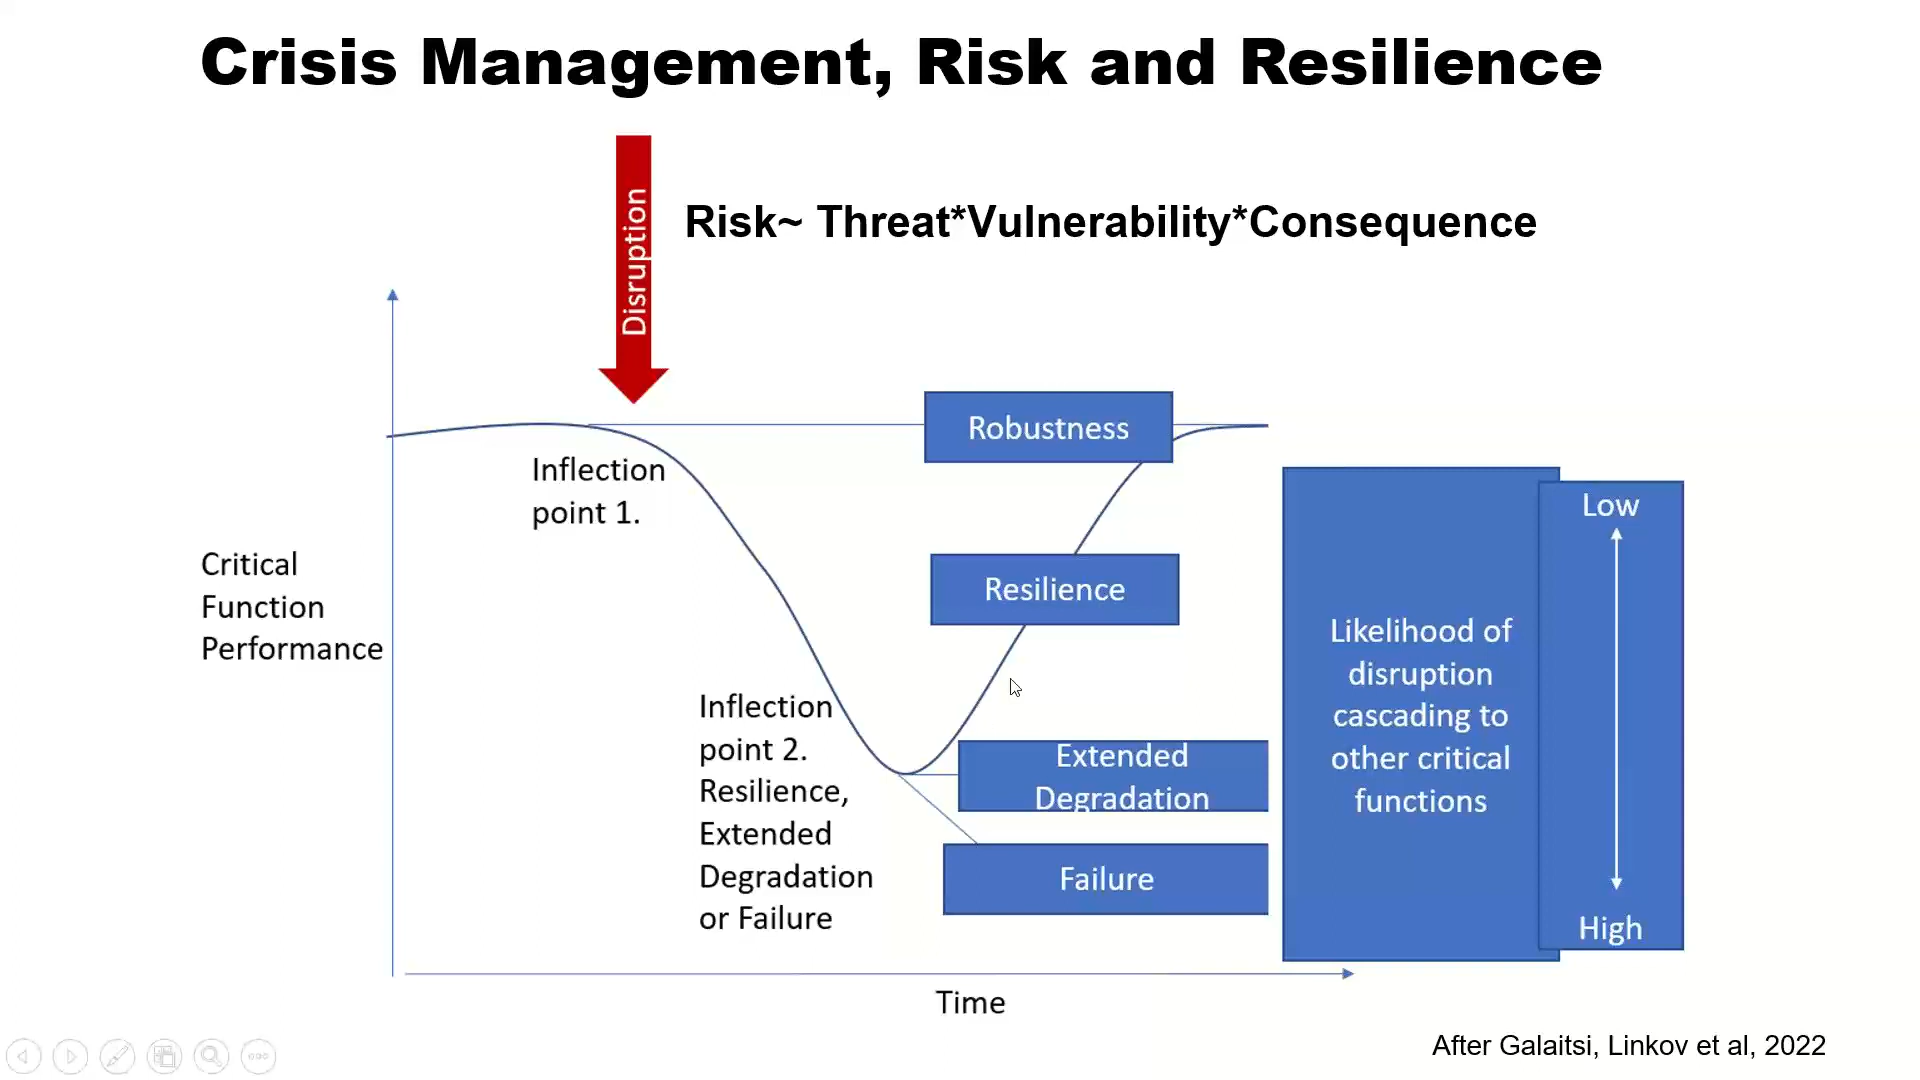 Crisis Management, Risk and Resilience
Disruption
Risk~ Threat*Vulnerability*Consequence
Robustness
Inflection
point 1.
Critical
Function
Performance
Resilience
Inflection
point 2.
Resilience,
Extended
Degradation
or Failure
Extended
Degradation
Failure
Likelihood of
disruption
cascading to
other critical
functions
Low
High
Time
After Galaitsi, Linkov et al, 2022